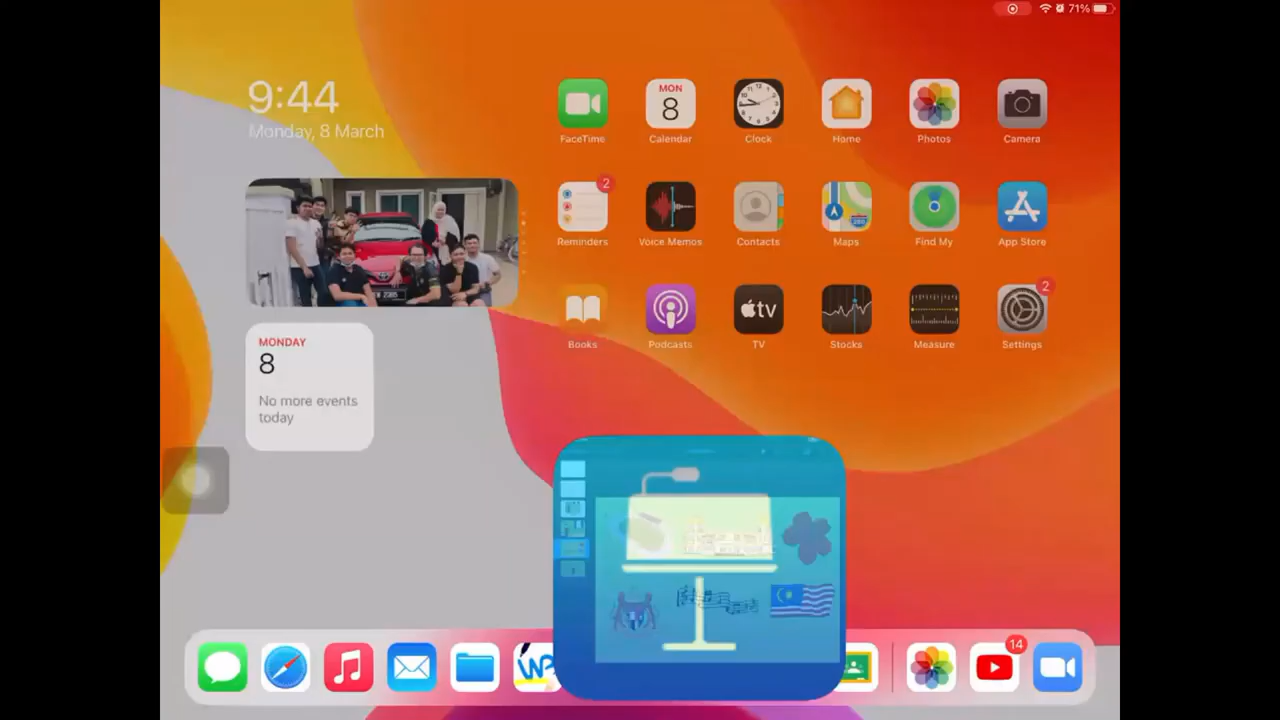 71%
9:44
Monday, 8 March
FaceTime
MON
8
Calendar
Clock
Home
Photos
Camera
2
Reminders
Voice Memos
Contacts
280
Maps
Find My
App Store
Books
Podcasts
tv
TV
Stocks
Measure
2
Settings
MONDAY
8
No more events
today
WP
14